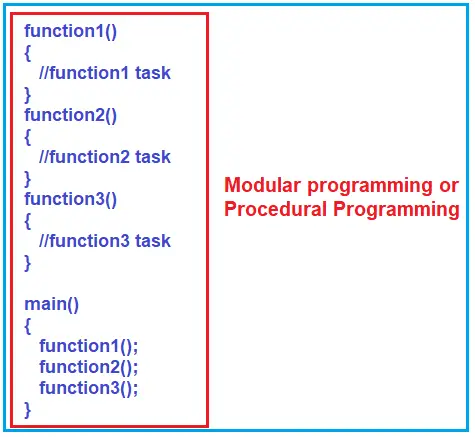 function1()
{
//function1 task
}
function2()
{
//function2 task
}
function3()
{
//function3 task
}
main()
{
function1();
function2();
function3();
}
Modular programming or
Procedural Programming